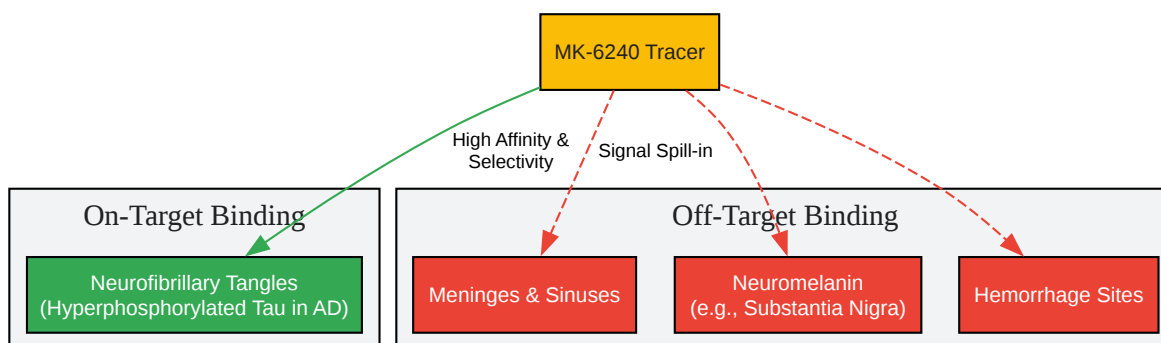 MK-6240 Tracer
High Affinity &
Selectivity
Signal Spill-in
On-Target Binding
Off-Target Binding
Neurofibrillary Tangles
(Hyperphosphorylated Tau in AD)
Meninges & Sinuses
Neuromelanin
(e.g., Substantia Nigra)
Hemorrhage Sites